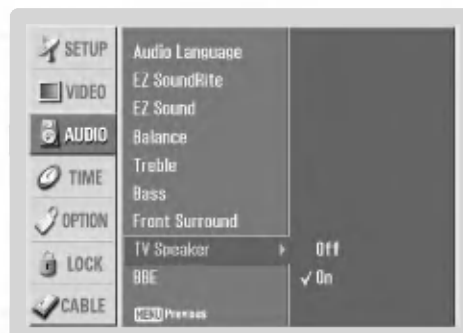 SETUP
VIDEO
AUDIO
TIME
OPTION
LOCK
CABLE
Audio Language
EZ SoundRite
EZ Sound
Balance
Treble
Bass
Front Surround
TV Speaker
BBE
MENU Previous
Off
✓ On